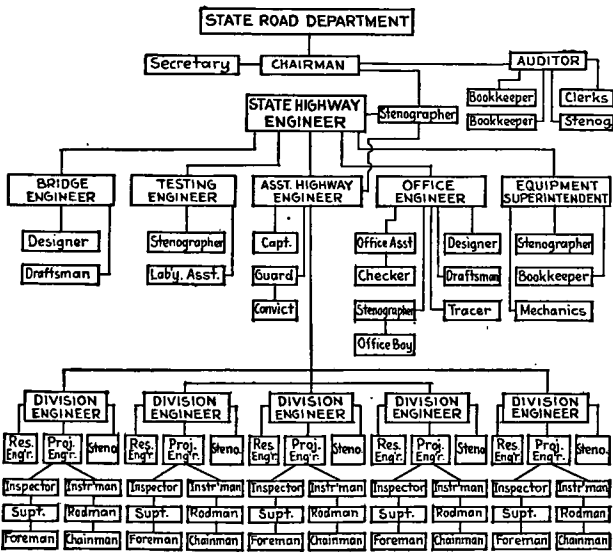 STATE ROAD DEPARTMENT
Secretary
CHAIRMAN
AUDITOR
Bookkeeper
Clerks
Bookkeeper
Stenog
STATE HIGHWAY
ENGINEER
Stenographer
BRIDGE
ENGINEER
TESTING
ENGINEER
ASST. HIGHWAY
ENGINEER
OFFICE
ENGINEER
EQUIPMENT
SUPERINTENDENT
Designer
Draftsman
Stenographer
Lab'y. Asst.
Capt.
Guard
Convict
Office Asst
Checker
Stenographer
Office Boy
Designer
Draftsman
Tracer
Stenographer
Bookkeeper
Mechanics
DIVISION
ENGINEER
Res.
Eng'r.
Proj.
Eng'r.
Steno.
Inspector
Instr'man
Supt.
Rodman
Foreman
Chainman
DIVISION
ENGINEER
Res.
Eng'r.
Proj.
Eng'r.
Steno.
Inspector
Instr'man
Supt.
Rodman
Foreman
Chainman
DIVISION
ENGINEER
Res.
Eng'r.
Proj.
Eng'r.
Steno.
Inspector
Instr'man
Supt.
Rodman
Foreman
Chainman
DIVISION
ENGINEER
Res.
Eng'r.
Proj.
Eng'r.
Steno
Inspector
Instr'man
Supt.
Rodman
Foreman
Chainman
DIVISION
ENGINEER
Res.
Eng'r.
Proj.
Eng'r.
Steno.
Inspector
Instr'man
Supt.
Rodman
Foreman
Chainman